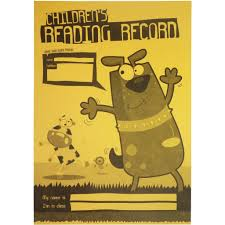 CHILDREN'S
READING RECORD
My name is
I'm in class